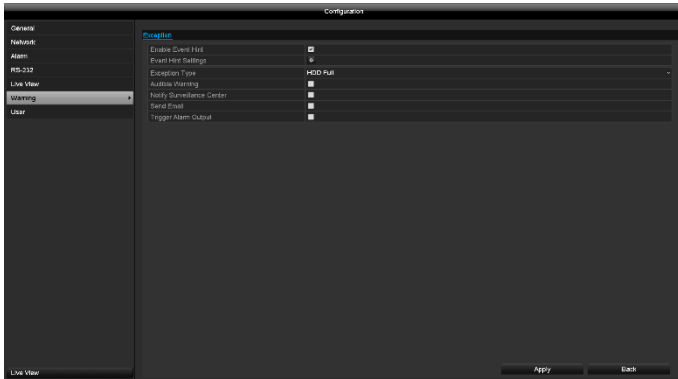 Configuration
General
Network
Alarm
RS-232
Live View
Warning
User
Exception
Enable Event Hint
Event Hint Settings
Exception Type HDD Full
Audible Warning
Notify Surveillance Center
Send Email
Trigger Alarm Output
Live View
Apply Back